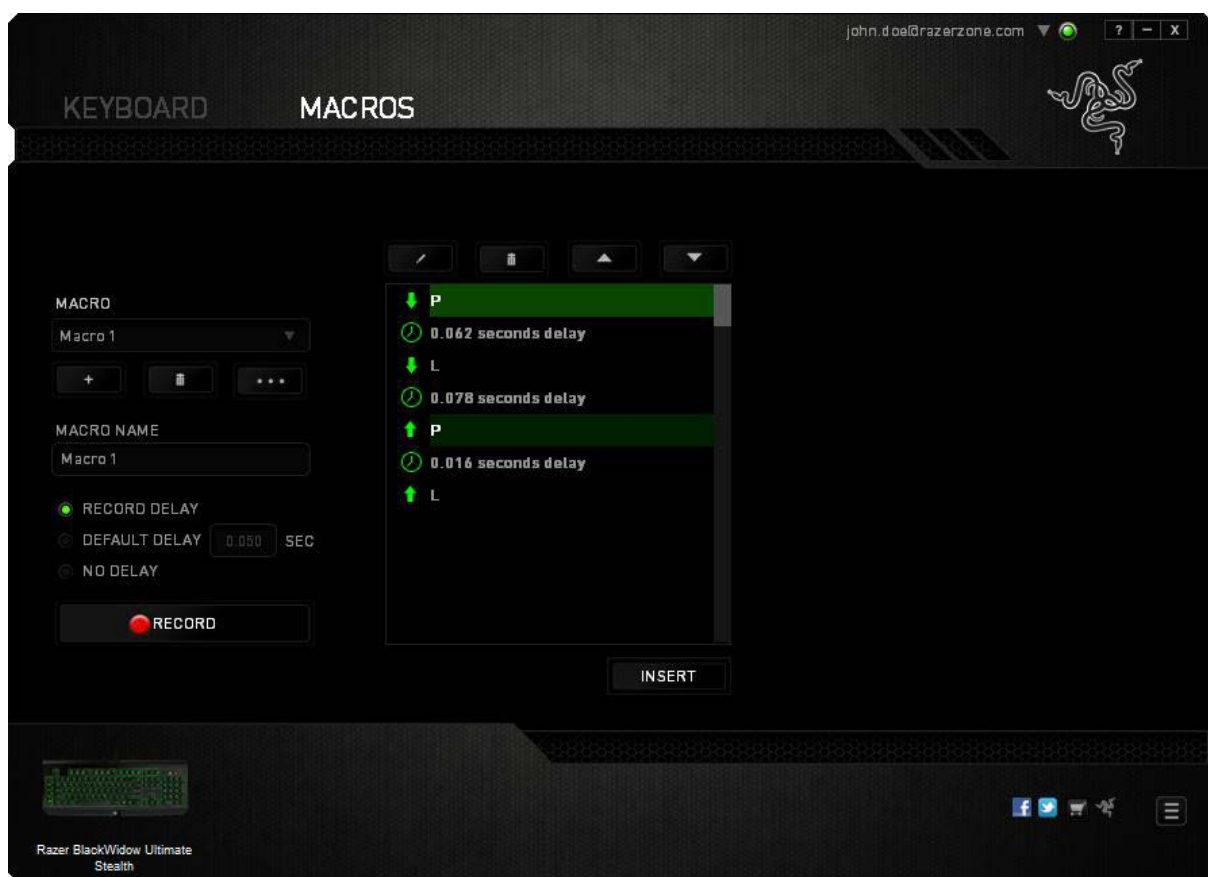 john.doe@razerzone.com ? – X
KEYBOARD MACROS
MACRO
Macro 1
+ •••
MACRO NAME
Macro 1
RECORD DELAY
DEFAULT DELAY 0.050 SEC
NO DELAY
RECORD
P
0.062 seconds delay
L
0.078 seconds delay
P
0.016 seconds delay
L
INSERT
Razer BlackWidow Ultimate
Stealth